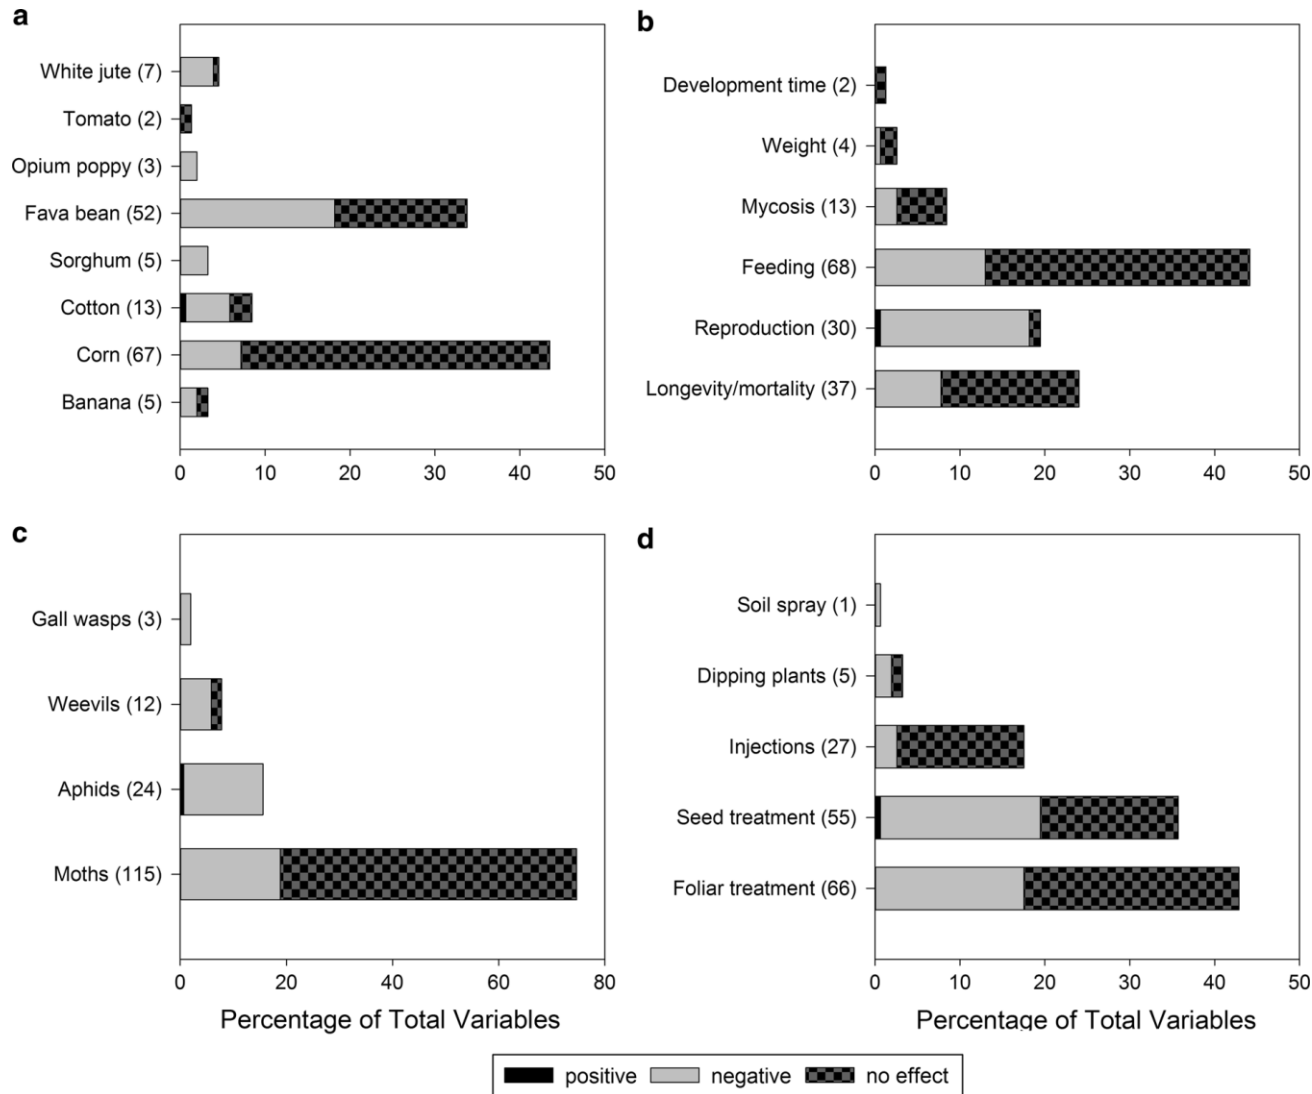 a
White jute (7)
Tomato (2)
Opium poppy (3)
Fava bean (52)
Sorghum (5)
Cotton (13)
Corn (67)
Banana (5)
0 10 20 30 40 50
b
Development time (2)
Weight (4)
Mycosis (13)
Feeding (68)
Reproduction (30)
Longevity/mortality (37)
0 10 20 30 40 50
c
Gall wasps (3)
Weevils (12)
Aphids (24)
Moths (115)
0 20 40 60 80
Percentage of Total Variables
d
Soil spray (1)
Dipping plants (5)
Injections (27)
Seed treatment (55)
Foliar treatment (66)
0 10 20 30 40 50
Percentage of Total Variables
positive negative no effect